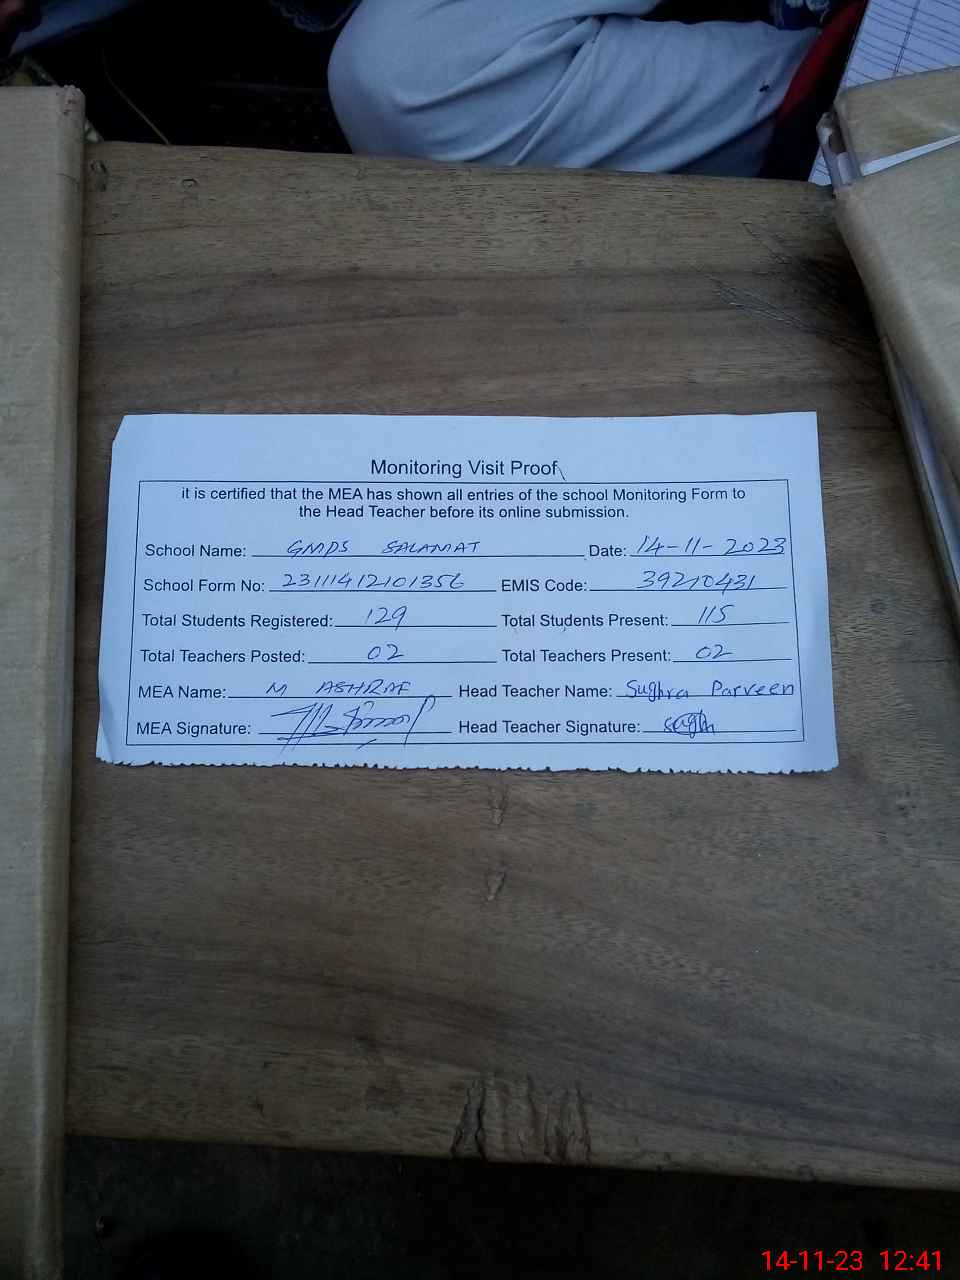 Monitoring Visit Proof
it is certified that the MEA has shown all entries of the school Monitoring Form to
the Head Teacher before its online submission.
School Name: GMPS SALAMAT Date: 14-11-2023
School Form No: 23111412101356 EMIS Code: 39210431
Total Students Registered: 129 Total Students Present: 115
Total Teachers Posted: 02 Total Teachers Present: 02
MEA Name: M ASHRAF Head Teacher Name: Sughra Parveen
MEA Signature: Head Teacher Signature: Sugh
14-11-23 12:41